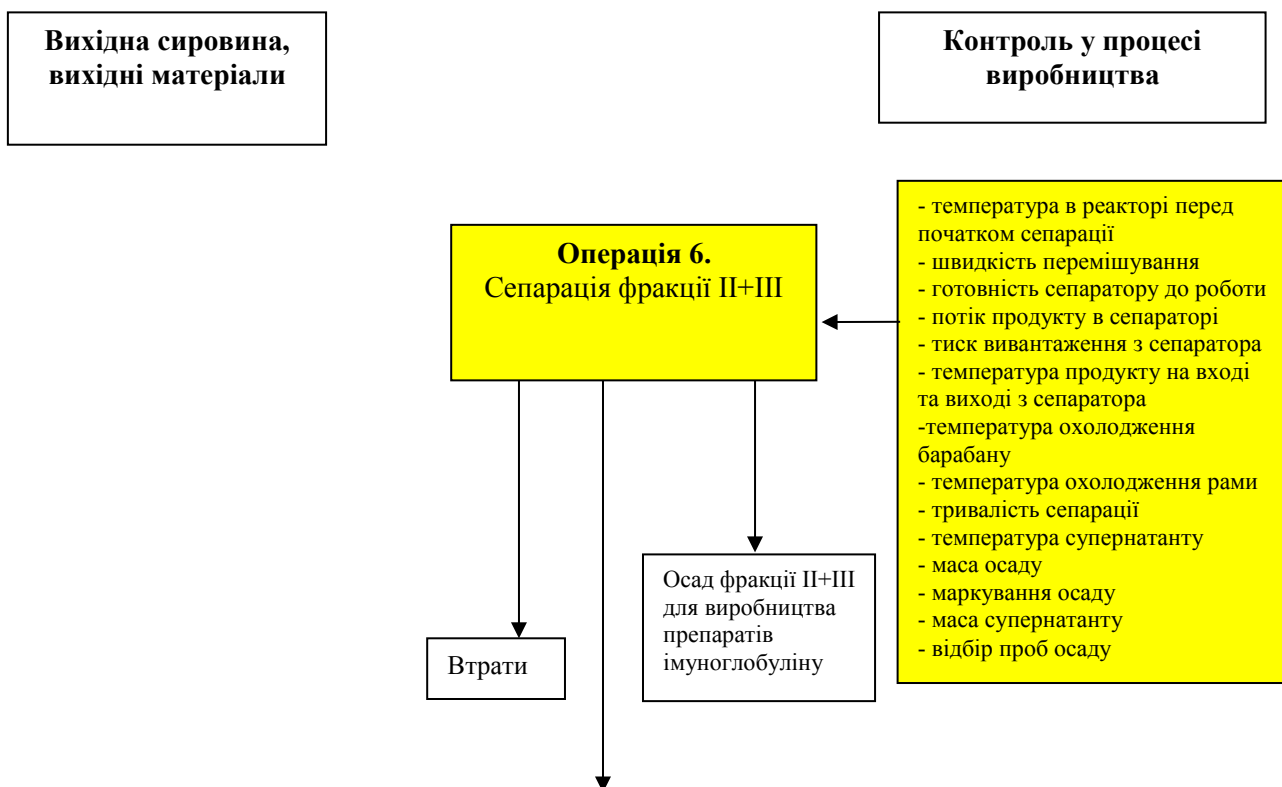 Вихідна сировина,
вихідні матеріали
Контроль у процесі
виробництва
Операція 6.
Сепарація фракції II+III
- температура в реакторі перед
початком сепарації
- швидкість перемішування
- готовність сепаратору до роботи
- потік продукту в сепараторі
- тиск вивантаження з сепаратора
- температура продукту на вході
та виході з сепаратора
-температура охолодження
барабану
- температура охолодження рами
- тривалість сепарації
- температура супернатанту
- маса осаду
- маркування осаду
- маса супернатанту
- відбір проб осаду
Втрати
Осад фракції II+III
для виробництва
препаратів
імуноглобуліну